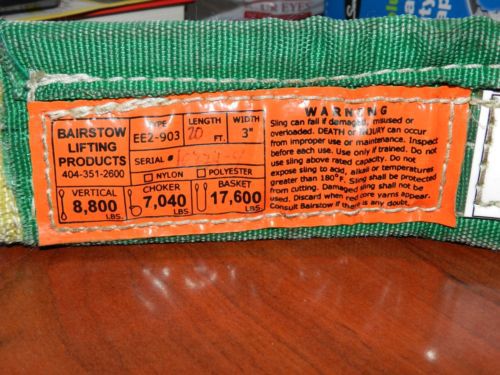 BAIRSTOW
LIFTING
PRODUCTS
404-351-2600
TYPE
EE2-903
LENGTH
20 FT.
WIDTH
3"
SERIAL #
NYLON
POLYESTER
VERTICAL
8,800 LBS.
CHOKER
7,040 LBS.
BASKET
17,600 LBS.
WARNING
Sling can fail if damaged, misused or
overloaded. DEATH or INJURY can occur
from improper use or maintenance. Inspect
before each use. Use only if trained. Do not
use sling above rated capacity. Do not
expose sling to acid, alkali or temperatures
greater than 180°F. Sling shall be protected
from cutting. Damaged sling shall not be
used. Discard when red core yarns appear.
Consult Bairstow if there is any doubt.
UR EYES